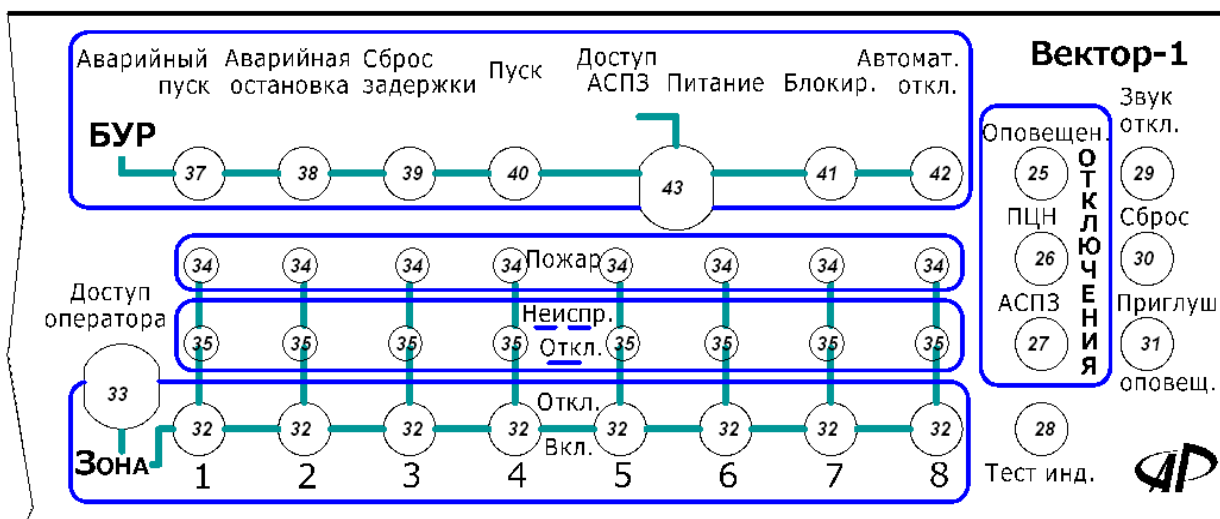 Вектор-1
Аварийный пуск
Аварийная остановка
Сброс задержки
Пуск
Доступ АСПЗ
Питание
Блокир.
Автомат. откл.
БУР
37 38 39 40 43 41 42
Оповещен.
25
ПЦН
26
АСПЗ
27
ОТКЛЮЧЕНИЯ
Звук откл.
29
Сброс
30
Приглуш
31
оповещ.
34 34 34 34 Пожар 34 34 34 34
Неиспр.
35 35 35 35 35 35 35 35
Откл.
Доступ оператора
33
Откл.
32 32 32 32 32 32 32 32
Вкл.
Зона
1 2 3 4 5 6 7 8
28
Тест инд.
АР